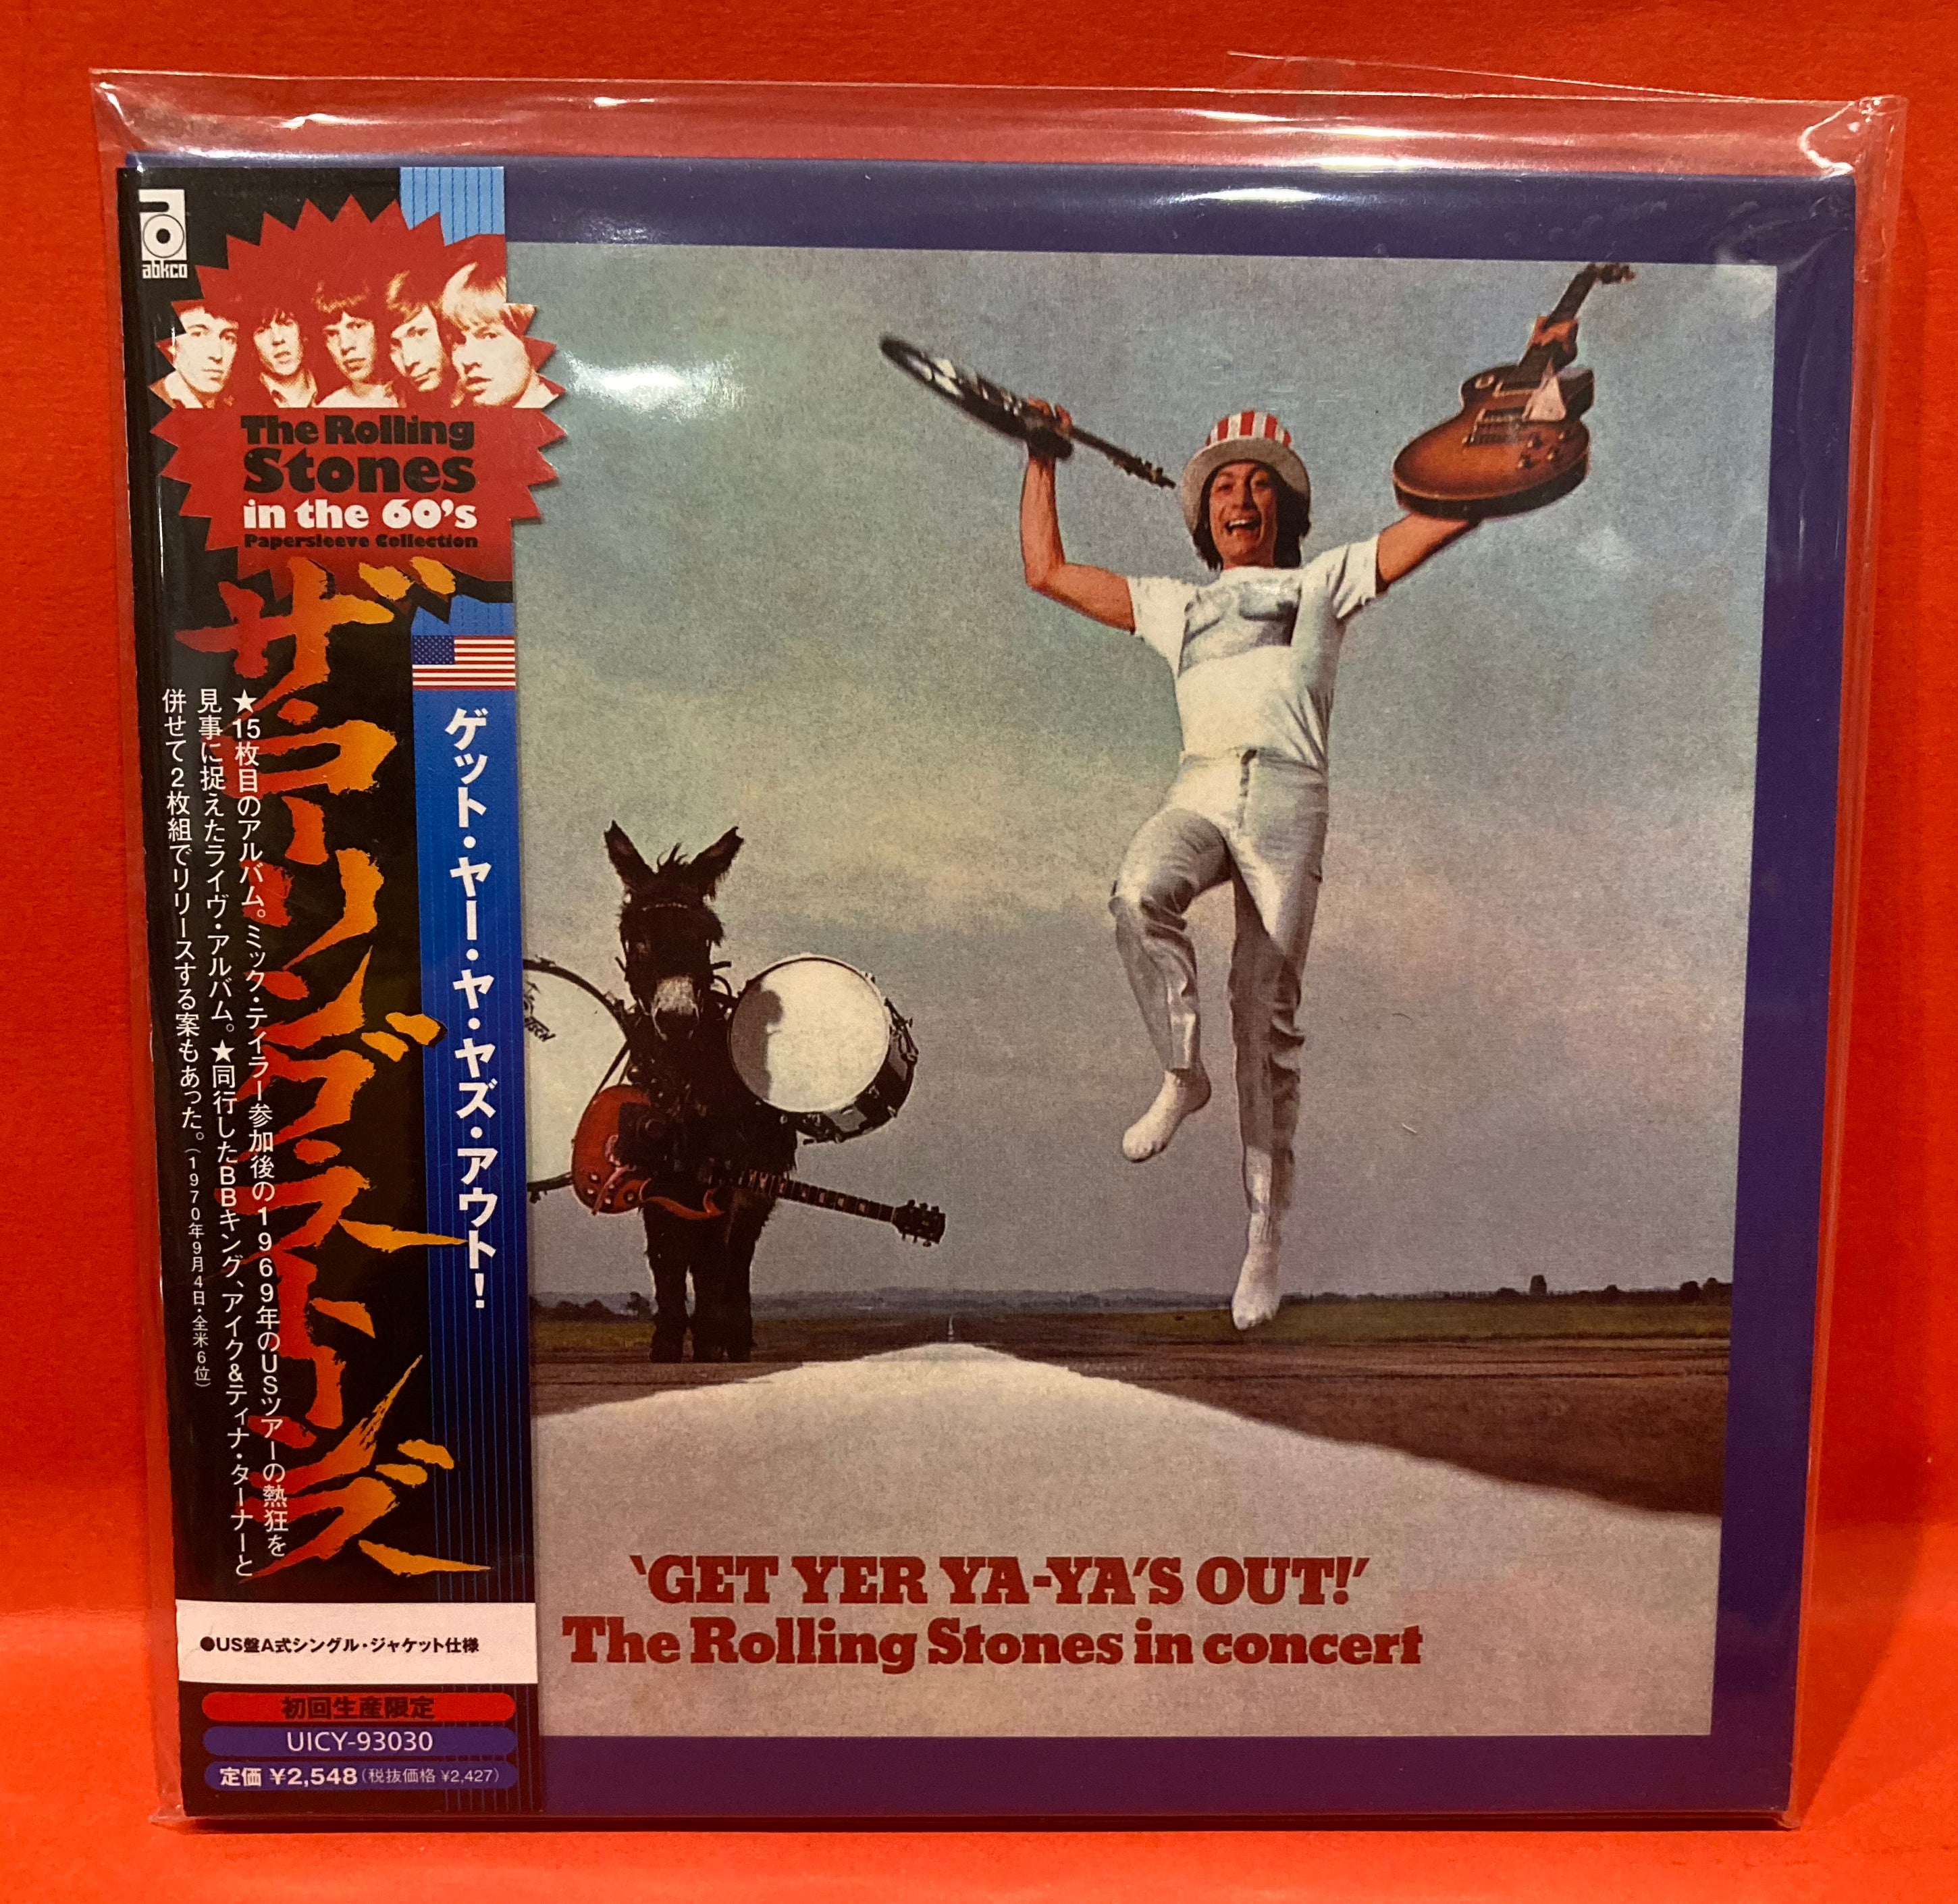 abkco
The Rolling
Stones
in the 60's
Papersleeve Collection
ザ・ローリング・ストーンズ
ゲット・ヤー・ヤ・ヤズ・アウト!
★15枚目のアルバム。ミック・テイラー参加後の1969年のUSツアーの熱狂を
見事に捉えたライヴ・アルバム。★同行したBBキング、アイク&ティナ・ターナーと
併せて2枚組でリリースする案もあった。(1970年9月4日・全米6位)
●US盤A式シングル・ジャケット仕様
初回生産限定
UICY-93030
定価 ¥2,548(税抜価格 ¥2,427)
'GET YER YA-YA'S OUT!'
The Rolling Stones in concert